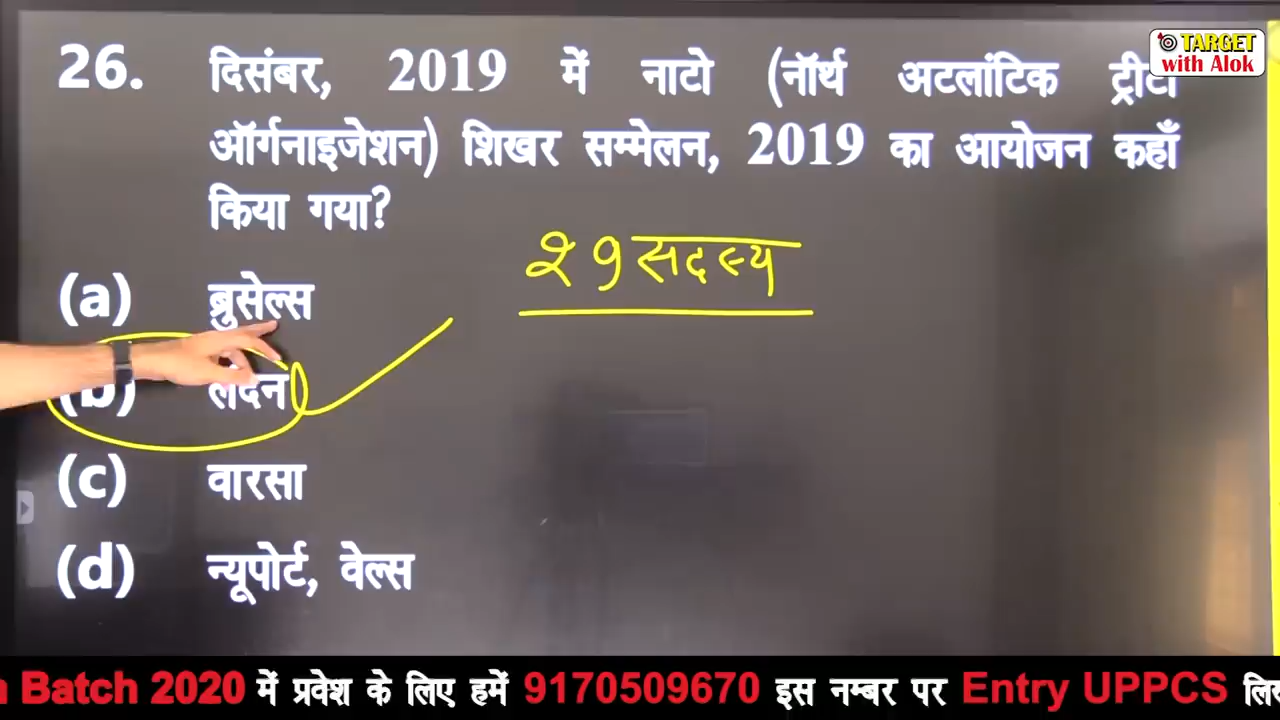 TARGET
with Alok
26. दिसंबर, 2019 में नाटो (नॉर्थ अटलांटिक ट्रीटी
ऑर्गनाइजेशन) शिखर सम्मेलन, 2019 का आयोजन कहाँ
किया गया?
२9 सदस्य
(a) ब्रुसेल्स
(b) लंदन
(c) वारसा
(d) न्यूपोर्ट, वेल्स
Batch 2020 में प्रवेश के लिए हमें 9170509670 इस नम्बर पर Entry UPPCS